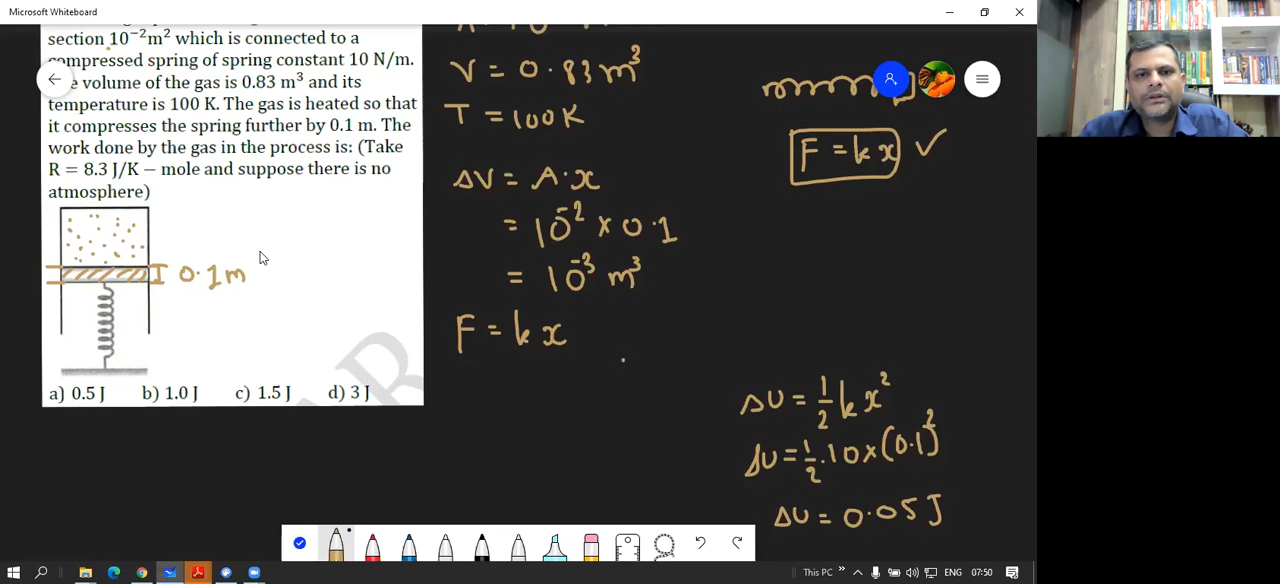 Microsoft Whiteboard
section 10⁻²m² which is connected to a
compressed spring of spring constant 10 N/m.
volume of the gas is 0.83 m³ and its
temperature is 100 K. The gas is heated so that
it compresses the spring further by 0.1 m. The
work done by the gas in the process is: (Take
R = 8.3 J/K − mole and suppose there is no
atmosphere)
0.1m
a) 0.5 J b) 1.0 J c) 1.5 J d) 3 J
V = 0.83 m³
T = 100K
ΔV = A·x
= 10⁻² × 0.1
= 10⁻³ m³
F = k x
F = k x ✓
ΔU = ½ k x²
ΔU = ½ · 10 × (0.1)²
ΔU = 0.05 J
This PC
ENG
07:50